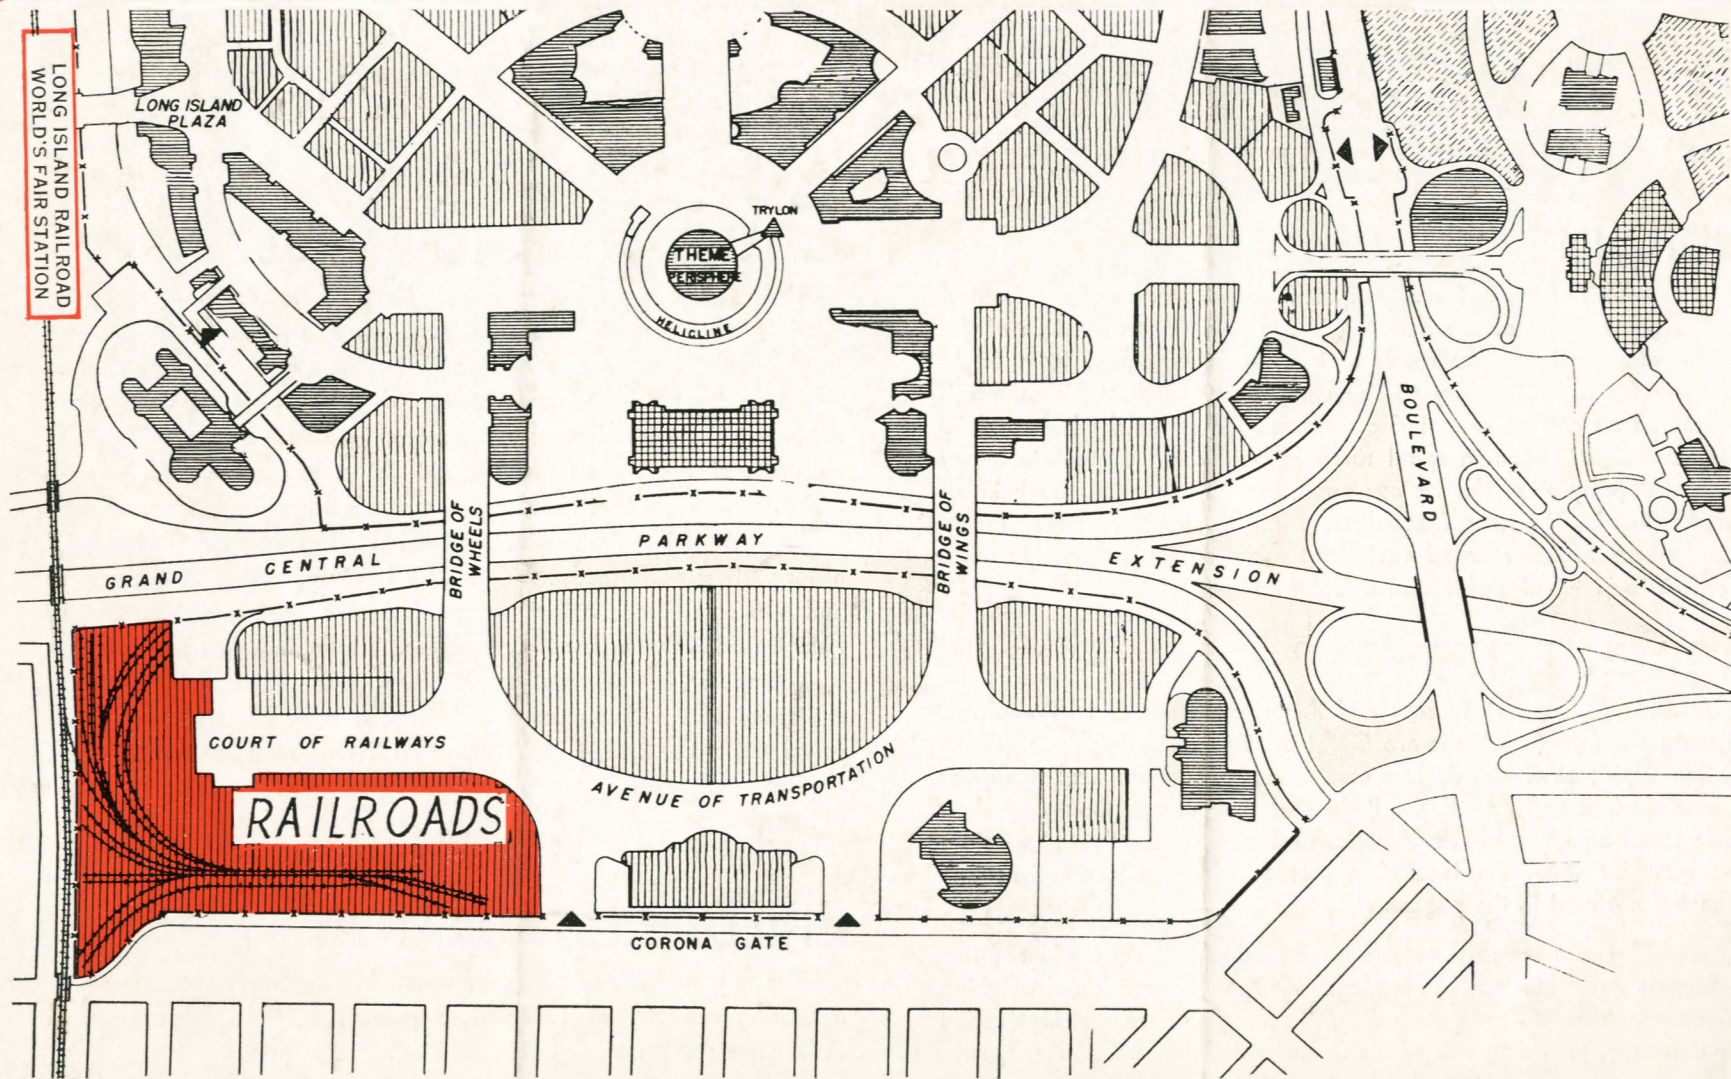 LONG ISLAND RAILROAD
WORLD'S FAIR STATION
LONG ISLAND
PLAZA
TRYLON
THEME
PERISPHERE
HELICLINE
BOULEVARD
BRIDGE OF
WHEELS
BRIDGE OF
WINGS
GRAND CENTRAL PARKWAY EXTENSION
COURT OF RAILWAYS
RAILROADS
AVENUE OF TRANSPORTATION
CORONA GATE